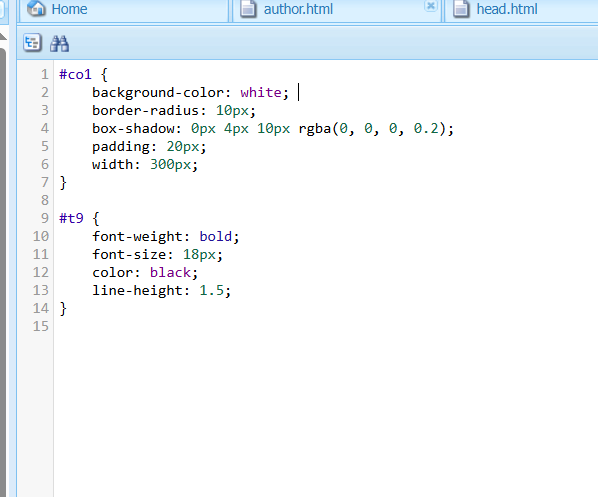 Home author.html head.html
1 #co1 {
2 background-color: white;
3 border-radius: 10px;
4 box-shadow: 0px 4px 10px rgba(0, 0, 0, 0.2);
5 padding: 20px;
6 width: 300px;
7 }
8
9 #t9 {
10 font-weight: bold;
11 font-size: 18px;
12 color: black;
13 line-height: 1.5;
14 }
15